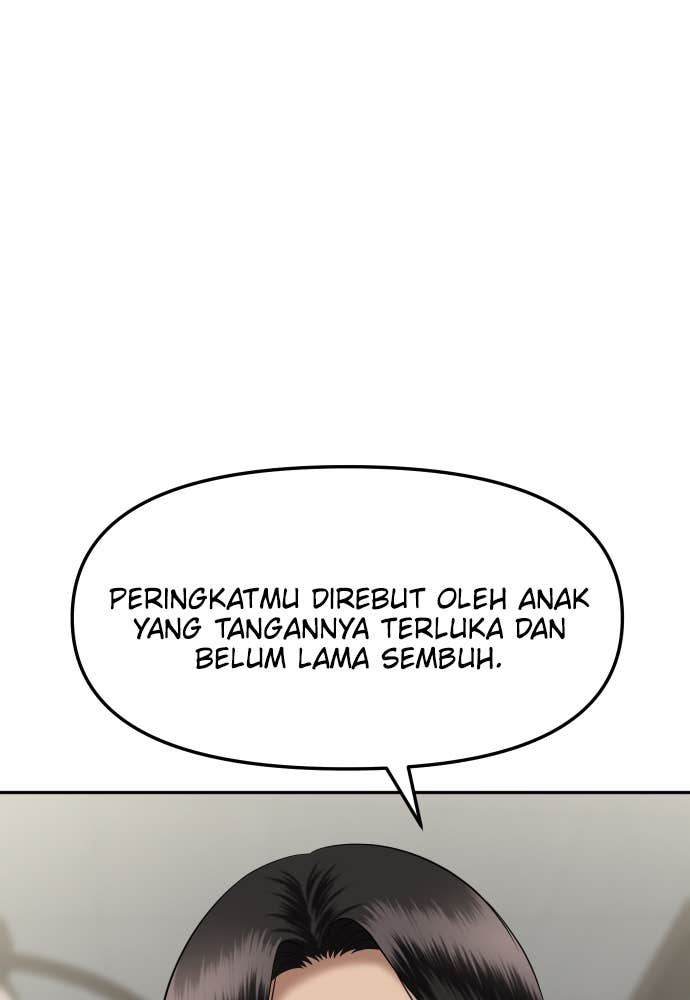 PERINGKATMU DIREBUT OLEH ANAK
YANG TANGANNYA TERLUKA DAN
BELUM LAMA SEMBUH.